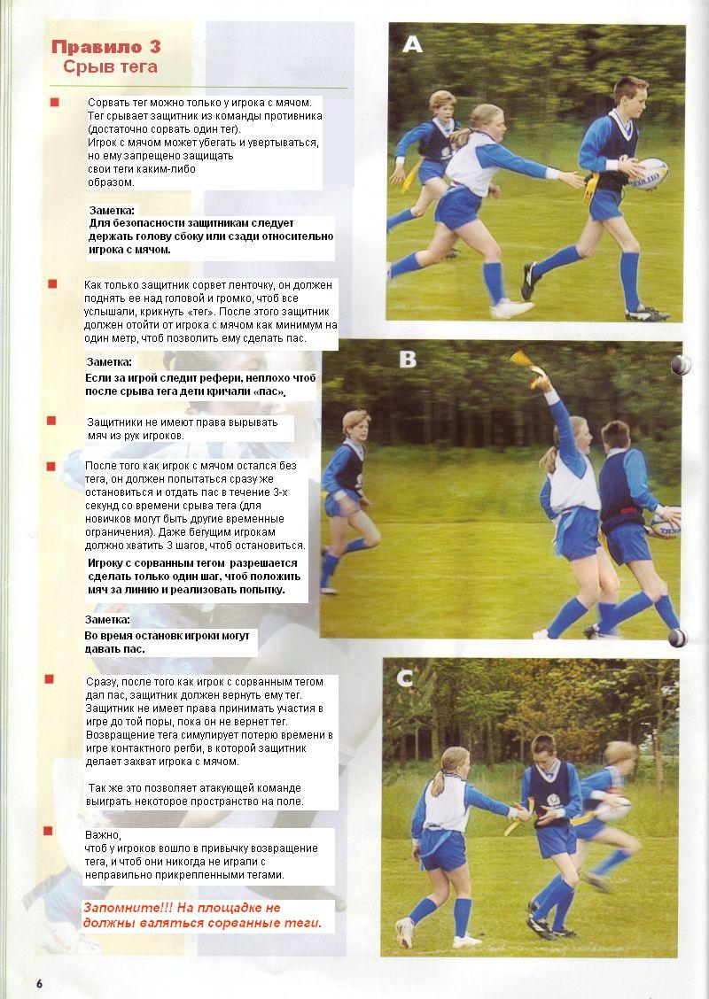 Правило 3
Срыв тега
Сорвать тег можно только у игрока с мячом.
Тег срывает защитник из команды противника
(достаточно сорвать один тег).
Игрок с мячом может убегать и увертываться,
но ему запрещено защищать
свои теги каким-либо
образом.
Заметка:
Для безопасности защитникам следует
держать голову сбоку или сзади относительно
игрока с мячом.
Как только защитник сорвет ленточку, он должен
поднять ее над головой и громко, чтоб все
услышали, крикнуть «тег». После этого защитник
должен отойти от игрока с мячом как минимум на
один метр, чтоб позволить ему сделать пас.
Заметка:
Если за игрой следит рефери, неплохо чтоб
после срыва тега дети кричали «пас».
Защитники не имеют права вырывать
мяч из рук игроков.
После того как игрок с мячом остался без
тега, он должен попытаться сразу же
остановиться и отдать пас в течение 3-х
секунд со времени срыва тега (для
новичков могут быть другие временные
ограничения). Даже бегущим игрокам
должно хватить 3 шагов, чтоб остановиться.
Игроку с сорванным тегом разрешается
сделать только один шаг, чтоб положить
мяч за линию и реализовать попытку.
Заметка:
Во время остановк игроки могут
давать пас.
Сразу, после того как игрок с сорванным тегом
дал пас, защитник должен вернуть ему тег.
Защитник не имеет права принимать участия в
игре до той поры, пока он не вернет тег.
Возвращение тега симулирует потерю времени в
игре контактного регби, в которой защитник
делает захват игрока с мячом.
Так же это позволяет атакующей команде
выиграть некоторое пространство на поле.
Важно,
чтоб у игроков вошло в привычку возвращение
тега, и чтоб они никогда не играли с
неправильно прикрепленными тегами.
Запомните!!! На площадке не
должны валяться сорванные теги.
6
A
B
C